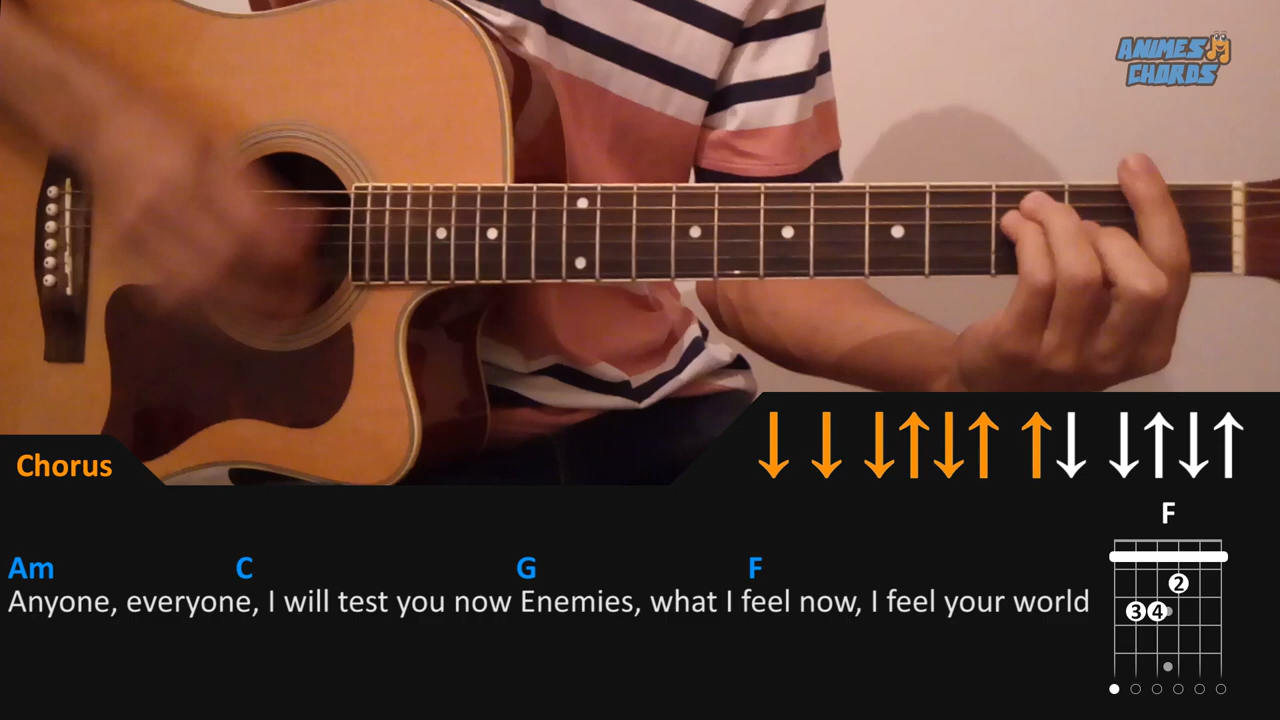 ANIMES
CHORDS
Chorus
F
Am C G F
Anyone, everyone, I will test you now Enemies, what I feel now, I feel your world
2
3 4